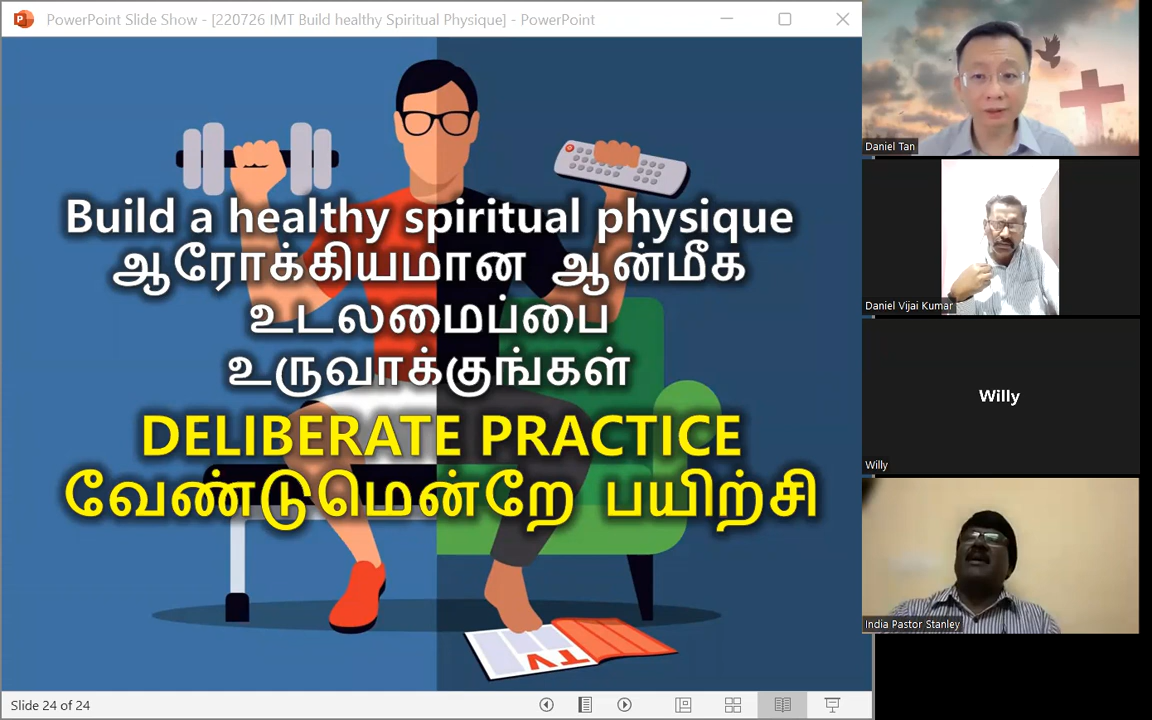 PowerPoint Slide Show - [220726 IMT Build healthy Spiritual Physique] - PowerPoint
Build a healthy spiritual physique
ஆரோக்கியமான ஆன்மீக
உடலமைப்பை
உருவாக்குங்கள்
DELIBERATE PRACTICE
வேண்டுமென்றே பயிற்சி
TV
Slide 24 of 24
Daniel Tan
Daniel Vijai Kumar
Willy
Willy
India Pastor Stanley